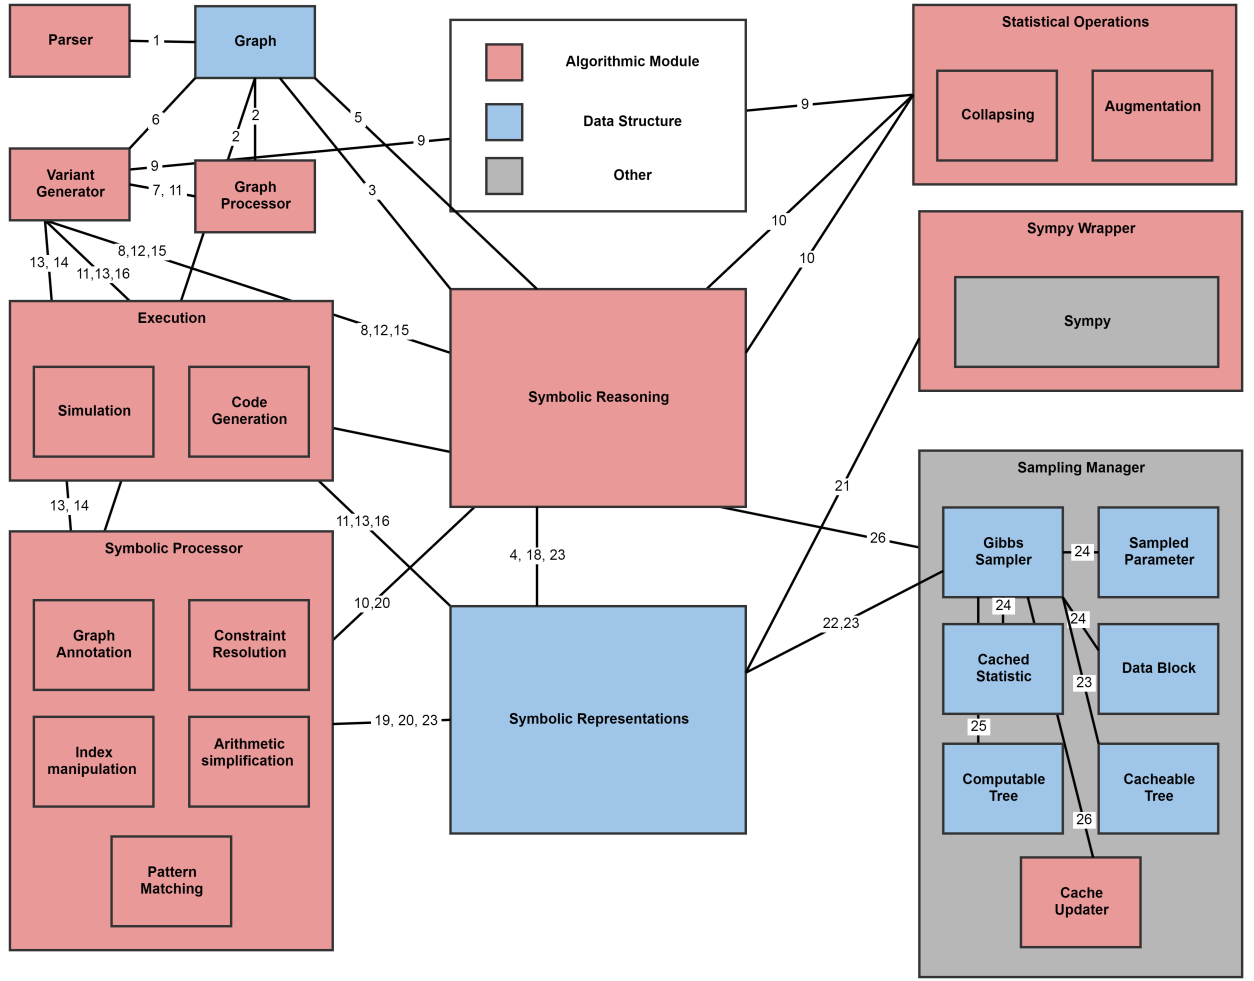 Parser
1
Graph
Algorithmic Module
Data Structure
Other
Statistical Operations
Collapsing
Augmentation
6
2
2
5
9
9
9
Variant
Generator
7, 11
Graph
Processor
3
10
10
8,12,15
13, 14
11,13,16
8,12,15
Sympy Wrapper
Sympy
Execution
Simulation
Code
Generation
Symbolic Reasoning
13, 14
11,13,16
4, 18, 23
10,20
21
26
22,23
Symbolic Processor
Graph
Annotation
Constraint
Resolution
Index
manipulation
Arithmetic
simplification
Pattern
Matching
19, 20, 23
Symbolic Representations
Sampling Manager
Gibbs
Sampler
24
Sampled
Parameter
24
24
Cached
Statistic
Data Block
23
25
Computable
Tree
Cacheable
Tree
26
Cache
Updater